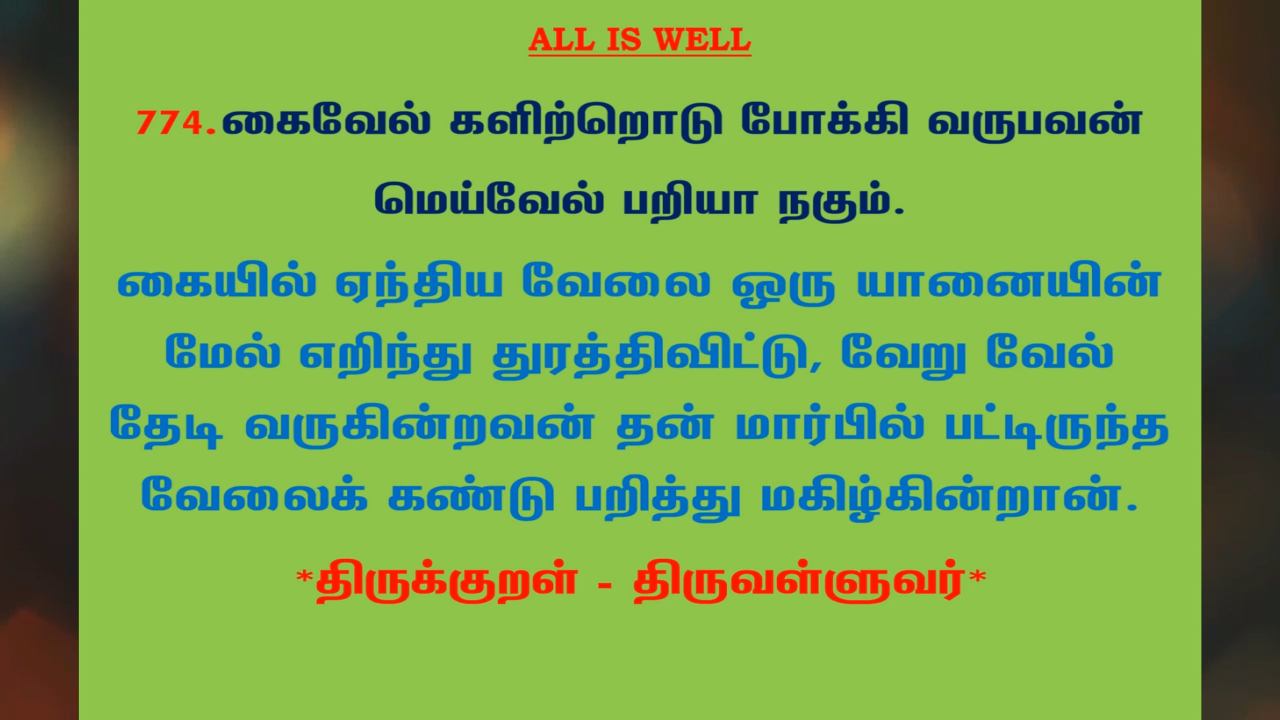 ALL IS WELL
774.கைவேல் களிற்றொடு போக்கி வருபவன்
மெய்வேல் பறியா நகும்.
கையில் ஏந்திய வேலை ஒரு யானையின்
மேல் எறிந்து துரத்திவிட்டு, வேறு வேல்
தேடி வருகின்றவன் தன் மார்பில் பட்டிருந்த
வேலைக் கண்டு பறித்து மகிழ்கின்றான்.
*திருக்குறள் - திருவள்ளுவர்*